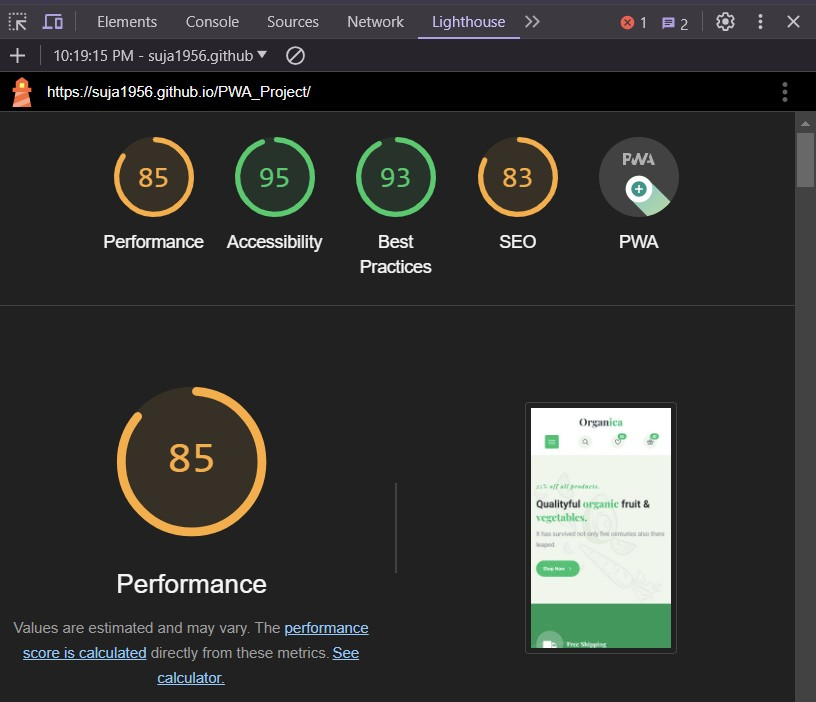 Elements Console Sources Network Lighthouse 1 2
10:19:15 PM - suja1956.github
https://suja1956.github.io/PWA_Project/
85 95 93 83 PWA
Performance Accessibility Best Practices SEO PWA
85
Performance
Values are estimated and may vary. The performance
score is calculated directly from these metrics. See
calculator.
Organica
25% off all products.
Qualityful organic fruit &
vegetables.
It has survived not only five centuries also there
leaped.
Shop Now
Free Shipping